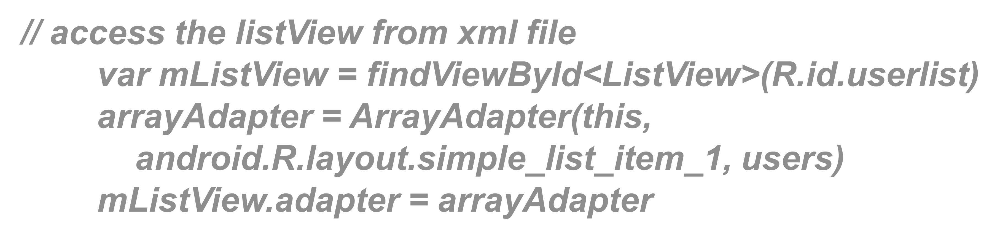 // access the listView from xml file
var mListView = findViewById<ListView>(R.id.userlist)
arrayAdapter = ArrayAdapter(this,
android.R.layout.simple_list_item_1, users)
mListView.adapter = arrayAdapter